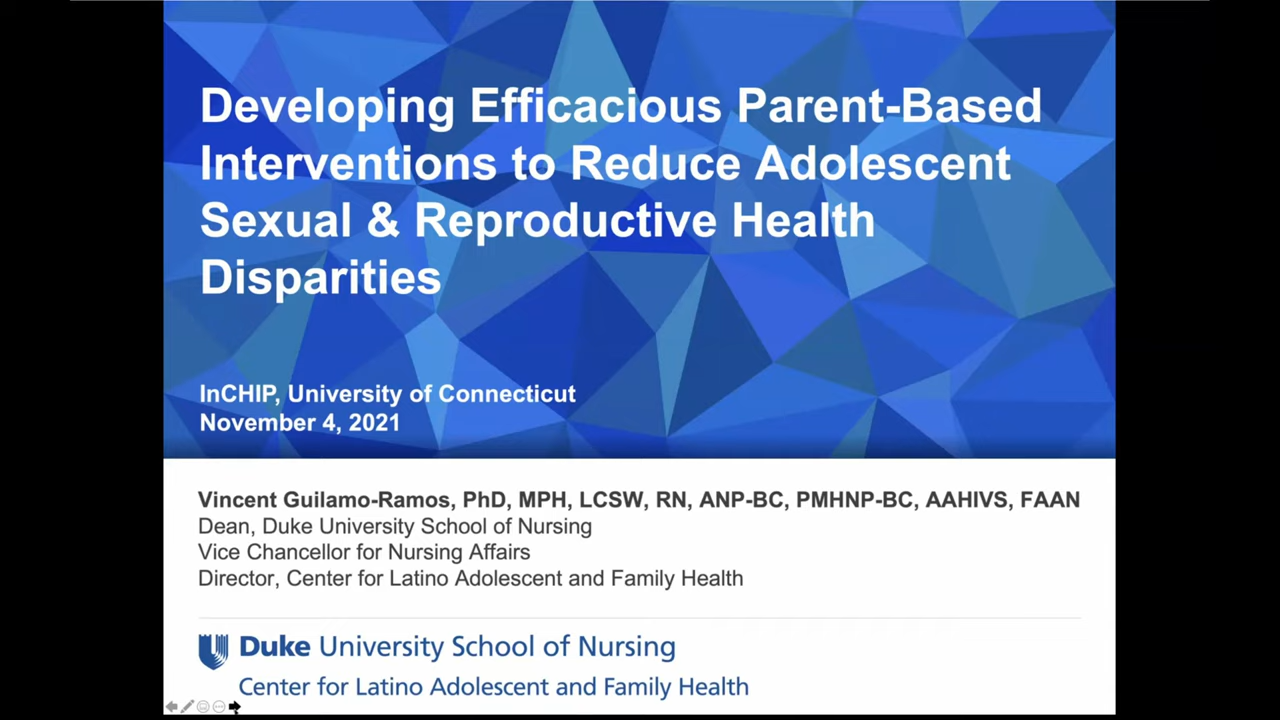 Developing Efficacious Parent-Based
Interventions to Reduce Adolescent
Sexual & Reproductive Health
Disparities
InCHIP, University of Connecticut
November 4, 2021
Vincent Guilamo-Ramos, PhD, MPH, LCSW, RN, ANP-BC, PMHNP-BC, AAHIVS, FAAN
Dean, Duke University School of Nursing
Vice Chancellor for Nursing Affairs
Director, Center for Latino Adolescent and Family Health
Duke University School of Nursing
Center for Latino Adolescent and Family Health